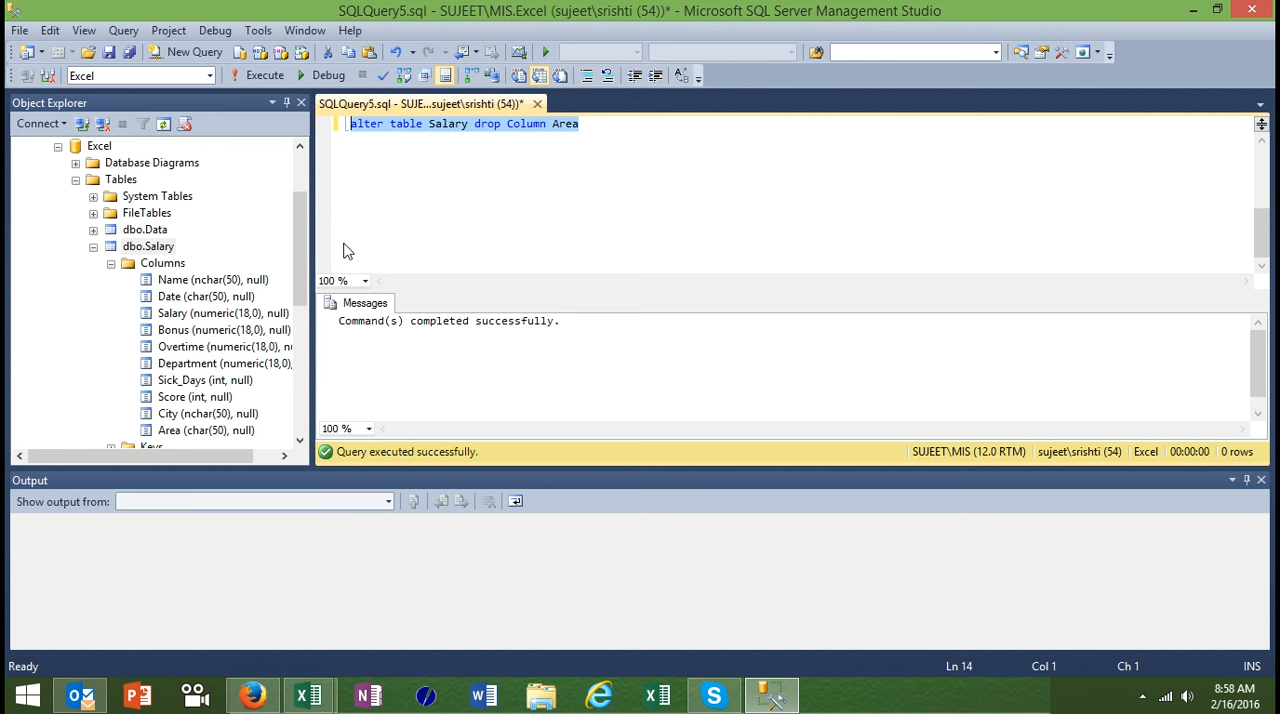 SQLQuery5.sql - SUJEET\MIS.Excel (sujeet\srishti (54))* - Microsoft SQL Server Management Studio
File Edit View Query Project Debug Tools Window Help
New Query
Excel Execute Debug
Object Explorer
SQLQuery5.sql - SUJE...sujeet\srishti (54))*
Connect
alter table Salary drop Column Area
Excel
Database Diagrams
Tables
System Tables
FileTables
dbo.Data
dbo.Salary
Columns
Name (nchar(50), null)
Date (char(50), null)
Salary (numeric(18,0), null)
Bonus (numeric(18,0), null)
Overtime (numeric(18,0), n
Department (numeric(18,0),
Sick_Days (int, null)
Score (int, null)
City (nchar(50), null)
Area (char(50), null)
Keys
100 %
Messages
Command(s) completed successfully.
100 %
Query executed successfully. SUJEET\MIS (12.0 RTM) sujeet\srishti (54) Excel 00:00:00 0 rows
Output
Show output from:
Ready Ln 14 Col 1 Ch 1 INS
8:58 AM
2/16/2016